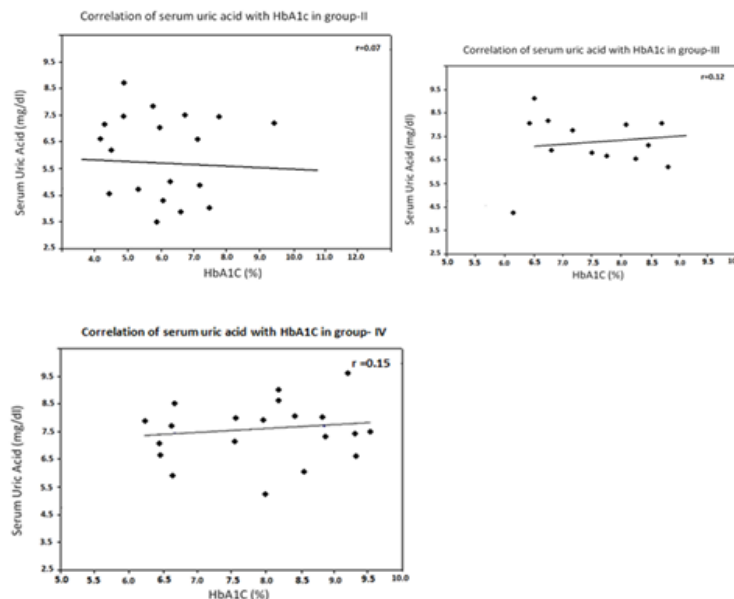 Correlation of serum uric acid with HbA1c in group-II
r=0.07
Serum Uric Acid (mg/dl)
9.5
7.5
6.5
5.5
4.5
3.5
2.5
4.0 5.0 6.0 7.0 8.0 9.0 10.0 11.0 12.0
HbA1C (%)
Correlation of serum uric acid with HbA1c in group-III
r=0.12
Serum Uric Acid (mg/dl)
9.5
8.5
7.5
6.5
5.5
4.5
3.5
2.5
5.0 5.5 6.0 6.5 7.0 7.5 8.0 8.5 9.0 9.5 10.0
HbA1C (%)
Correlation of serum uric acid with HbA1C in group- IV
r =0.15
Serum Uric Acid (mg/dl)
9.5
8.5
7.5
6.5
5.5
4.5
3.5
2.5
5.0 5.5 6.0 6.5 7.0 7.5 8.0 8.5 9.0 9.5 10.0
HbA1C (%)